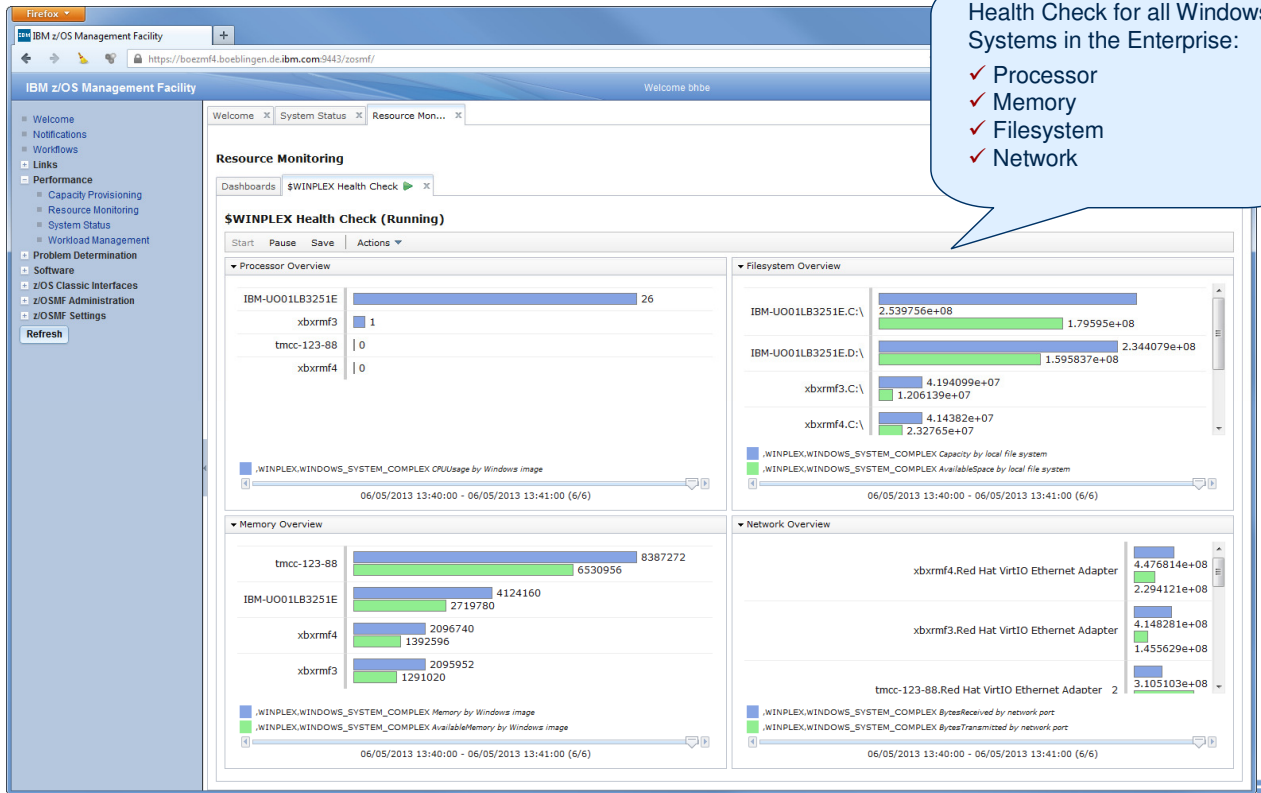 Firefox
IBM z/OS Management Facility
+
https://boezmf4.boeblingen.de.ibm.com:9443/zosmf/
IBM z/OS Management Facility
Welcome bhbe
Health Check for all Windows
Systems in the Enterprise:
✓ Processor
✓ Memory
✓ Filesystem
✓ Network
Welcome
Notifications
Workflows
Links
Performance
Capacity Provisioning
Resource Monitoring
System Status
Workload Management
Problem Determination
Software
z/OS Classic Interfaces
z/OSMF Administration
z/OSMF Settings
Refresh
Welcome X System Status X Resource Mon... X
Resource Monitoring
Dashboards $WINPLEX Health Check X
$WINPLEX Health Check (Running)
Start Pause Save Actions
Processor Overview
IBM-UO01LB3251E 26
xbxrmf3 1
tmcc-123-88 0
xbxrmf4 0
,WINPLEX,WINDOWS_SYSTEM_COMPLEX CPUUsage by Windows image
06/05/2013 13:40:00 - 06/05/2013 13:41:00 (6/6)
Filesystem Overview
IBM-UO01LB3251E.C:\ 2.539756e+08
1.79595e+08
IBM-UO01LB3251E.D:\ 2.344079e+08
1.595837e+08
xbxrmf3.C:\ 4.194099e+07
1.206139e+07
xbxrmf4.C:\ 4.14382e+07
2.32765e+07
,WINPLEX,WINDOWS_SYSTEM_COMPLEX Capacity by local file system
,WINPLEX,WINDOWS_SYSTEM_COMPLEX AvailableSpace by local file system
06/05/2013 13:40:00 - 06/05/2013 13:41:00 (6/6)
Memory Overview
tmcc-123-88 8387272
6530956
IBM-UO01LB3251E 4124160
2719780
xbxrmf4 2096740
1392596
xbxrmf3 2095952
1291020
,WINPLEX,WINDOWS_SYSTEM_COMPLEX Memory by Windows image
,WINPLEX,WINDOWS_SYSTEM_COMPLEX AvailableMemory by Windows image
06/05/2013 13:40:00 - 06/05/2013 13:41:00 (6/6)
Network Overview
xbxrmf4.Red Hat VirtIO Ethernet Adapter 4.476814e+08
2.294121e+08
xbxrmf3.Red Hat VirtIO Ethernet Adapter 4.148281e+08
1.455629e+08
tmcc-123-88.Red Hat VirtIO Ethernet Adapter 2 3.105103e+08
,WINPLEX,WINDOWS_SYSTEM_COMPLEX BytesReceived by network port
,WINPLEX,WINDOWS_SYSTEM_COMPLEX BytesTransmitted by network port
06/05/2013 13:40:00 - 06/05/2013 13:41:00 (6/6)